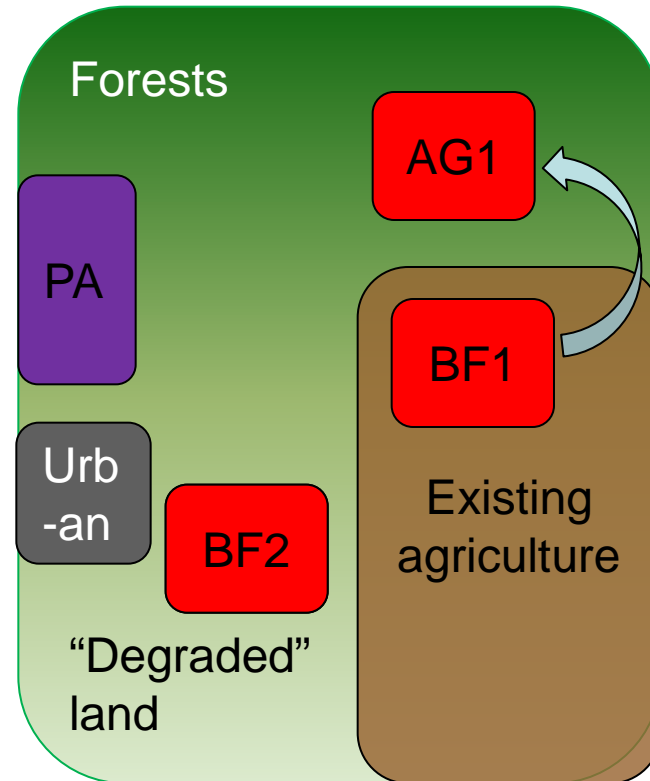 Forests
AG1
PA
BF1
Urb
-an
BF2
Existing
agriculture
“Degraded”
land